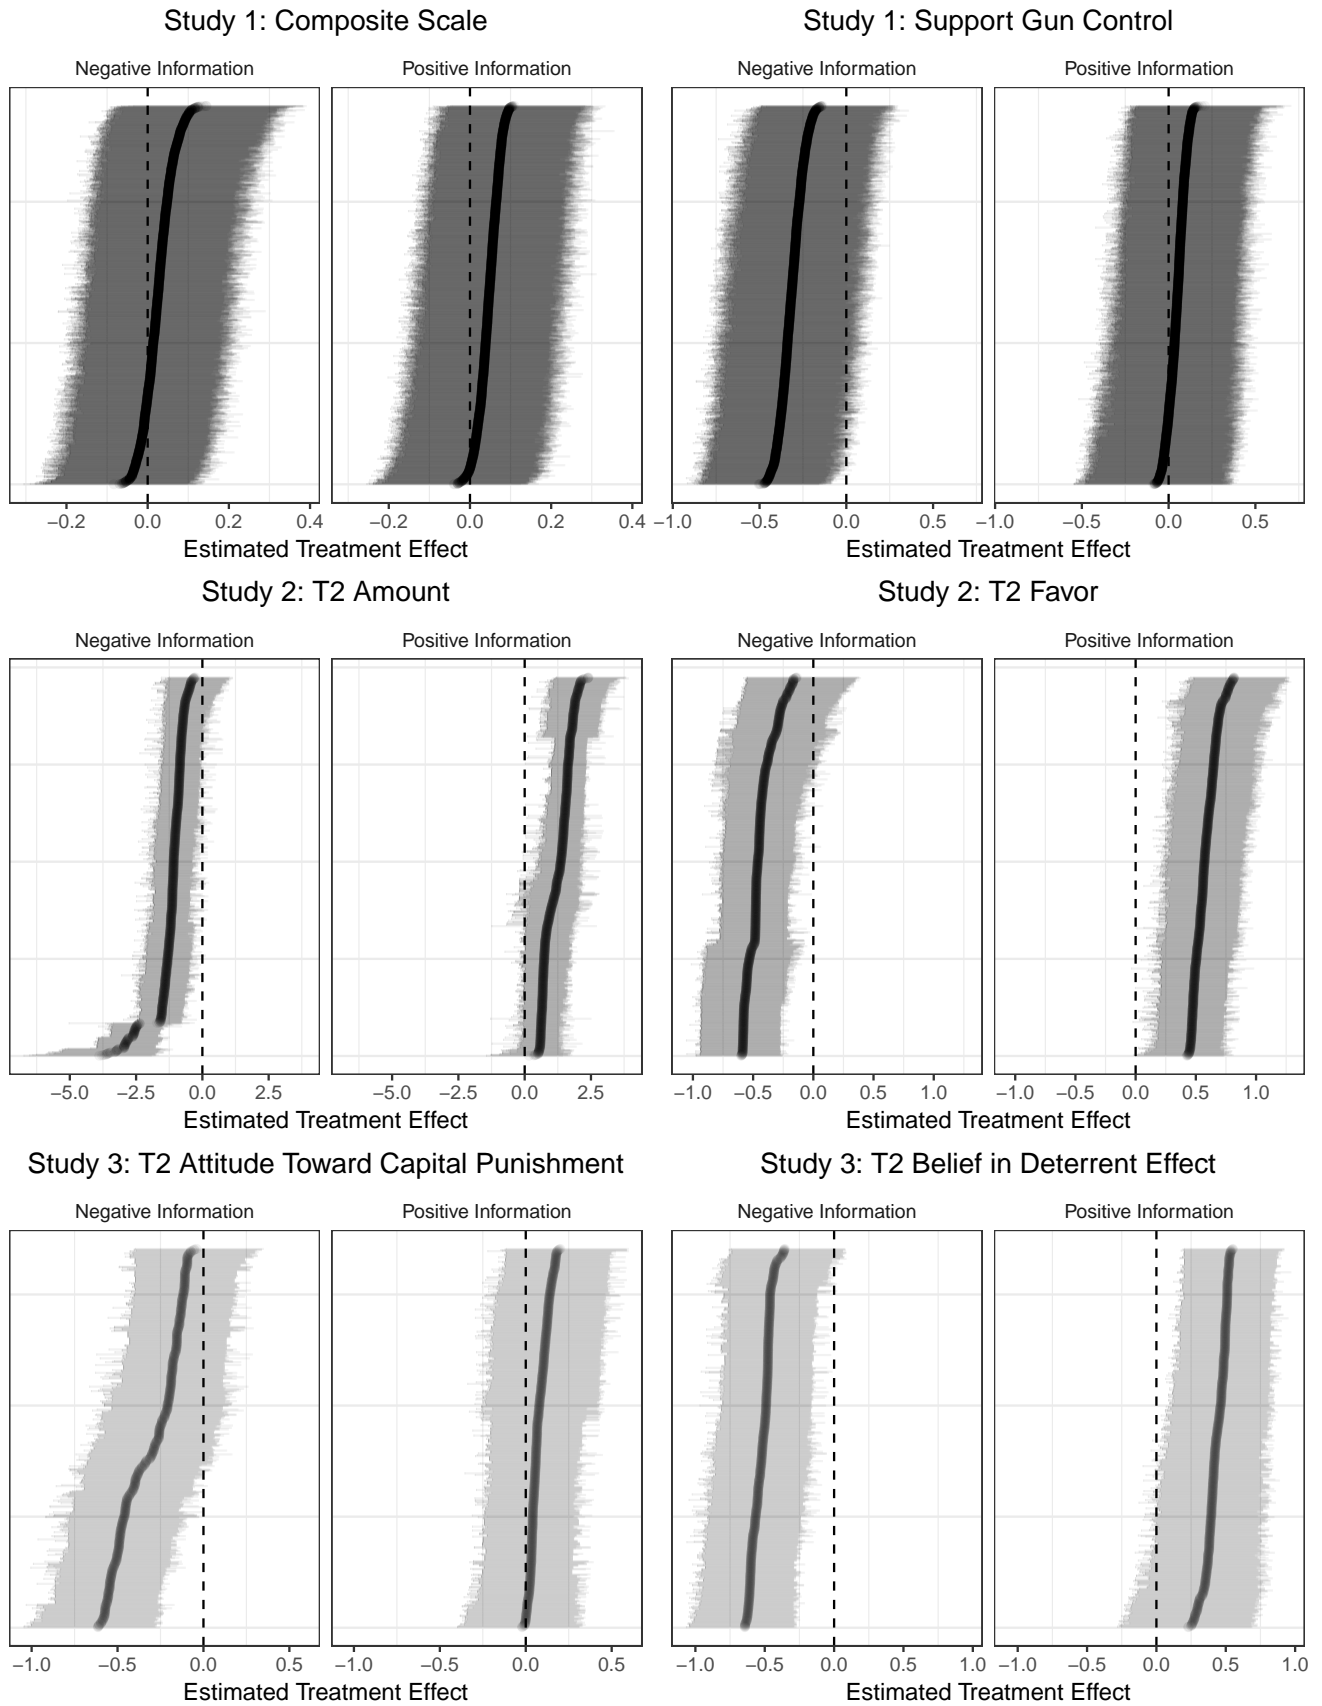 Study 1: Composite Scale
Study 1: Support Gun Control
Negative Information
Positive Information
Negative Information
Positive Information
−0.2 0.0 0.2 0.4
−0.2 0.0 0.2 0.4
−1.0 −0.5 0.0 0.5
−1.0 −0.5 0.0 0.5
Estimated Treatment Effect
Estimated Treatment Effect
Study 2: T2 Amount
Study 2: T2 Favor
Negative Information
Positive Information
Negative Information
Positive Information
−5.0 −2.5 0.0 2.5
−5.0 −2.5 0.0 2.5
−1.0 −0.5 0.0 0.5 1.0
−1.0 −0.5 0.0 0.5 1.0
Estimated Treatment Effect
Estimated Treatment Effect
Study 3: T2 Attitude Toward Capital Punishment
Study 3: T2 Belief in Deterrent Effect
Negative Information
Positive Information
Negative Information
Positive Information
−1.0 −0.5 0.0 0.5
−1.0 −0.5 0.0 0.5
−1.0 −0.5 0.0 0.5 1.0
−1.0 −0.5 0.0 0.5 1.0
Estimated Treatment Effect
Estimated Treatment Effect